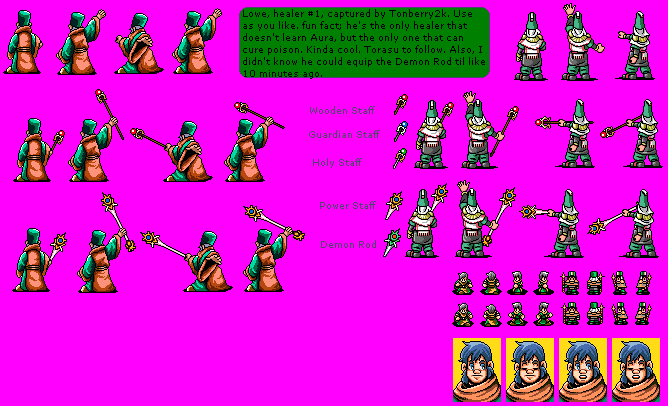 Lowe, healer #1, captured by Tonberry2k. Use
as you like. fun fact; he's the only healer that
doesn't learn Aura, but the only one that can
cure poison. Kinda cool. Torasu to follow. Also, I
didn't know he could equip the Demon Rod til like
10 minutes ago.
Wooden Staff
Guardian Staff
Holy Staff
Power Staff
Demon Rod